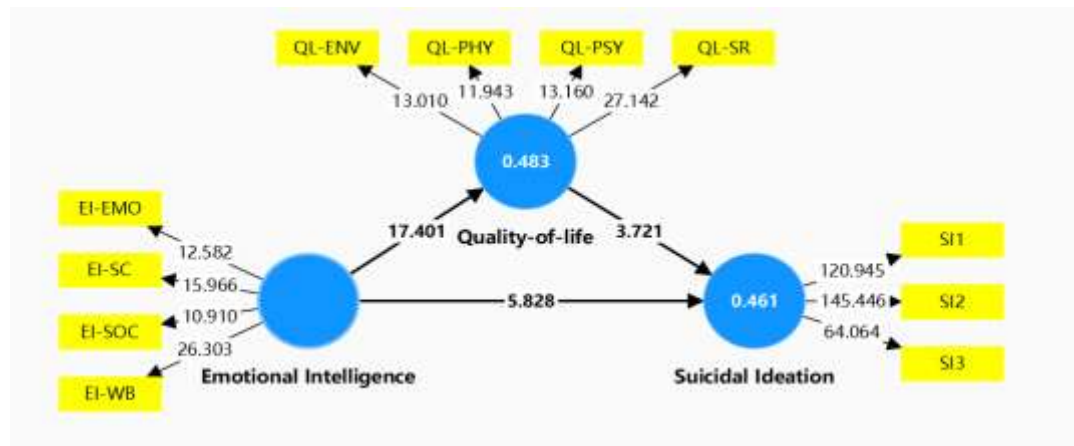 QL-ENV QL-PHY QL-PSY QL-SR
13.010 11.943 13.160 27.142
0.483
EI-EMO
17.401 Quality-of-life 3.721
12.582
EI-SC
15.966
EI-SOC
10.910
26.303
EI-WB
Emotional Intelligence
5.828
0.461
Suicidal Ideation
SI1
120.945
145.446 SI2
64.064
SI3